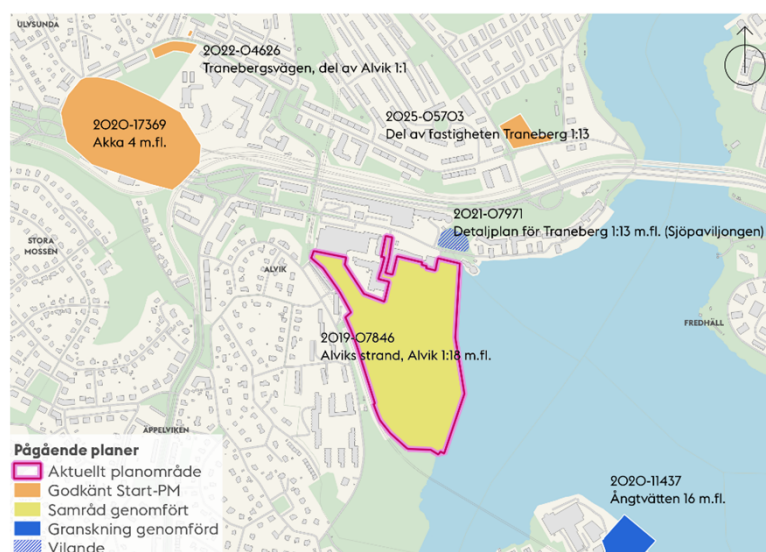 ULVSUNDA
2022-04626
Tranebergsvägen, del av Alvik 1:1
2020-17369
Akka 4 m.fl.
2025-05703
Del av fastigheten Traneberg 1:13
2021-07971
Detaljplan för Traneberg 1:13 m.fl. (Sjöpaviljongen)
STORA
MOSSEN
ALVIK
FREDHÄLL
2019-07846
Alviks strand, Alvik 1:18 m.fl.
ÄPPELVIKEN
Pågående planer
Aktuellt planområde
Godkänt Start-PM
Samråd genomfört
Granskning genomförd
Vilande
2020-11437
Ångtvätten 16 m.fl.